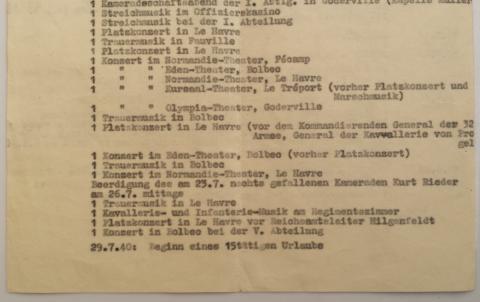 1 Kameradschaftsabend der I. Abtlg. in Goderville (Kapelle Müller
1 Streichmusik im Offizierskasino
1 Streichmusik bei der I. Abteilung
1 Platzkonzert in Le Havre
1 Trauermusik in Fauville
1 Platzkonzert in Le Havre
1 Konzert im Normandie-Theater, Fécamp
1 " " Eden-Theater, Bolbec
1 " " Normandie-Theater, Le Havre
1 " " Kursaal-Theater, Le Tréport (vorher Platzkonzert und
Marschmusik)
1 " " Olympia-Theater, Goderville
1 Trauermusik in Bolbec
1 Platzkonzert in Le Havre (vor dem Kommandierenden General der 32
Armee, General der Kavallerie von Pro
gel
1 Konzert im Eden-Theater, Bolbec (vorher Platzkonzert)
1 Trauermusik in Bolbec
1 Konzert im Normandie-Theater, Le Havre
Beerdigung des am 23.7. nachts gefallenen Kameraden Kurt Rieder
am 26.7. mittags
1 Trauermusik in Le Havre
1 Kavallerie- und Infanterie-Musik am Regimentszimmer
1 Platzkonzert in Le Havre vor Reichsamtsleiter Hilgenfeldt
1 Konzert in Bolbec bei der V. Abteilung
29.7.40: Beginn eines 15tätigen Urlaubs